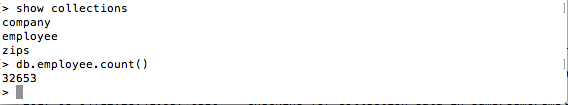 > show collections
company
employee
zips
> db.employee.count()
32653
>